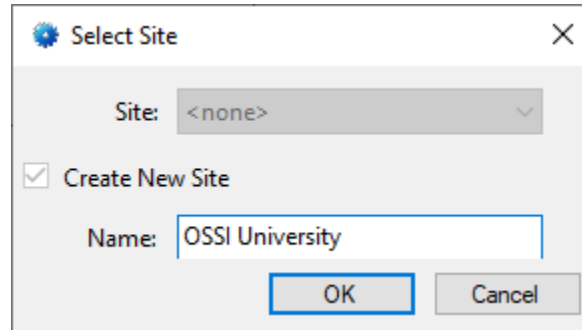 Select Site
Site: <none>
Create New Site
Name: OSSI University
OK Cancel